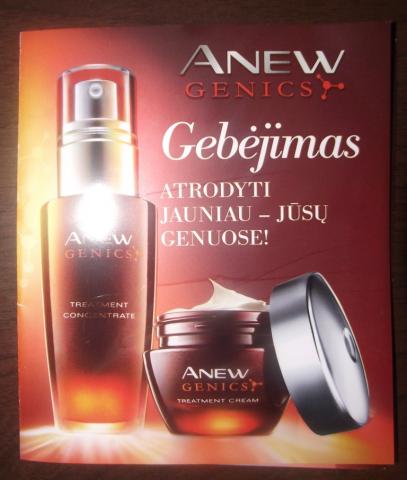 ANEW
GENICS
Gebėjimas
ATRODYTI
JAUNIAU – JŪSŲ
GENUOSE!
ANEW
GENICS
TREATMENT
CONCENTRATE
ANEW
GENICS
TREATMENT CREAM